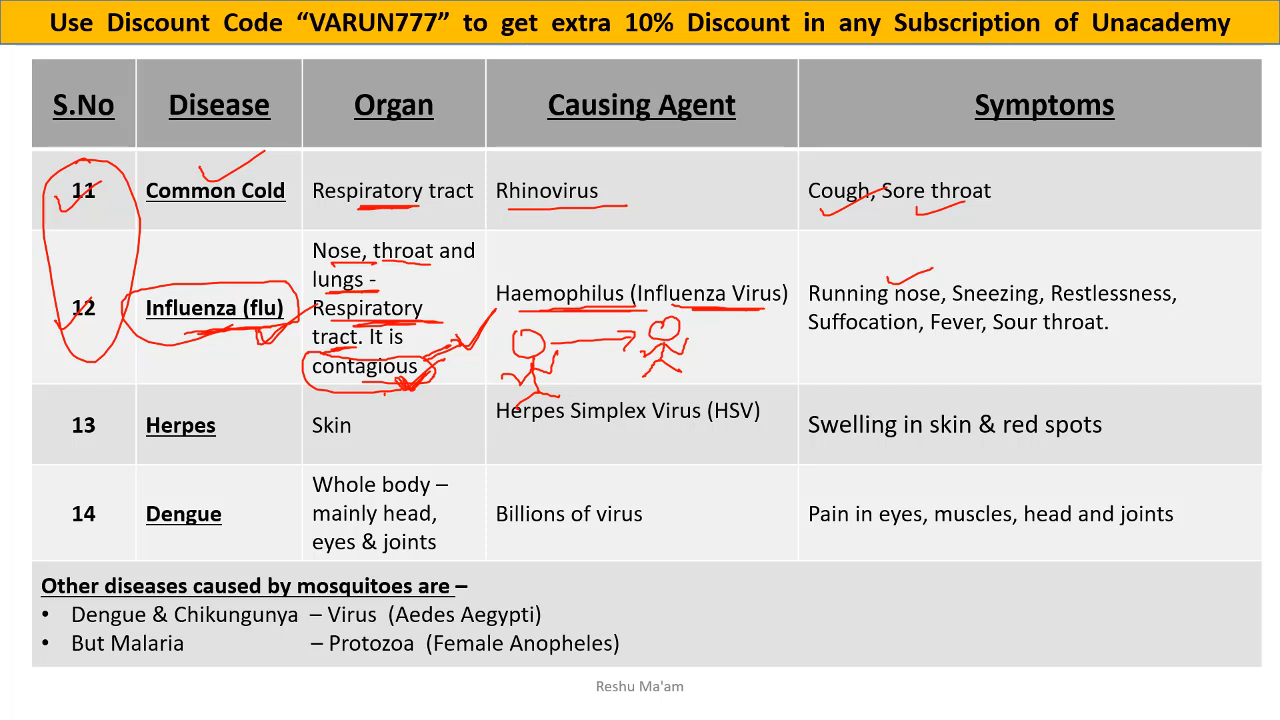 Use Discount Code “VARUN777” to get extra 10% Discount in any Subscription of Unacademy
S.No Disease Organ Causing Agent Symptoms
11 Common Cold Respiratory tract Rhinovirus Cough, Sore throat
12 Influenza (flu)
Nose, throat and
lungs -
Respiratory
tract. It is
contagious
Haemophilus (Influenza Virus)
Running nose, Sneezing, Restlessness,
Suffocation, Fever, Sour throat.
13 Herpes Skin Herpes Simplex Virus (HSV) Swelling in skin & red spots
14 Dengue
Whole body –
mainly head,
eyes & joints
Billions of virus
Pain in eyes, muscles, head and joints
Other diseases caused by mosquitoes are –
• Dengue & Chikungunya – Virus (Aedes Aegypti)
• But Malaria – Protozoa (Female Anopheles)
Reshu Ma'am